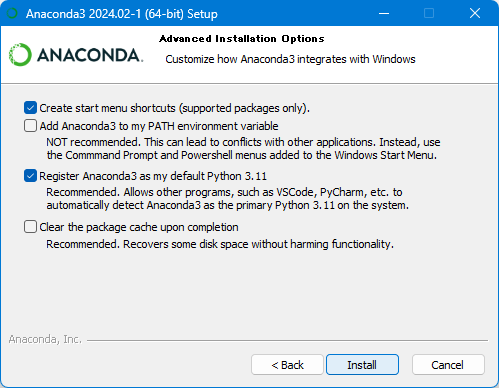 Anaconda3 2024.02-1 (64-bit) Setup
Advanced Installation Options
ANACONDA.
Customize how Anaconda3 integrates with Windows
Create start menu shortcuts (supported packages only).
Add Anaconda3 to my PATH environment variable
NOT recommended. This can lead to conflicts with other applications. Instead, use
the Commmand Prompt and Powershell menus added to the Windows Start Menu.
Register Anaconda3 as my default Python 3.11
Recommended. Allows other programs, such as VSCode, PyCharm, etc. to
automatically detect Anaconda3 as the primary Python 3.11 on the system.
Clear the package cache upon completion
Recommended. Recovers some disk space without harming functionality.
Anaconda, Inc.
< Back
Install
Cancel